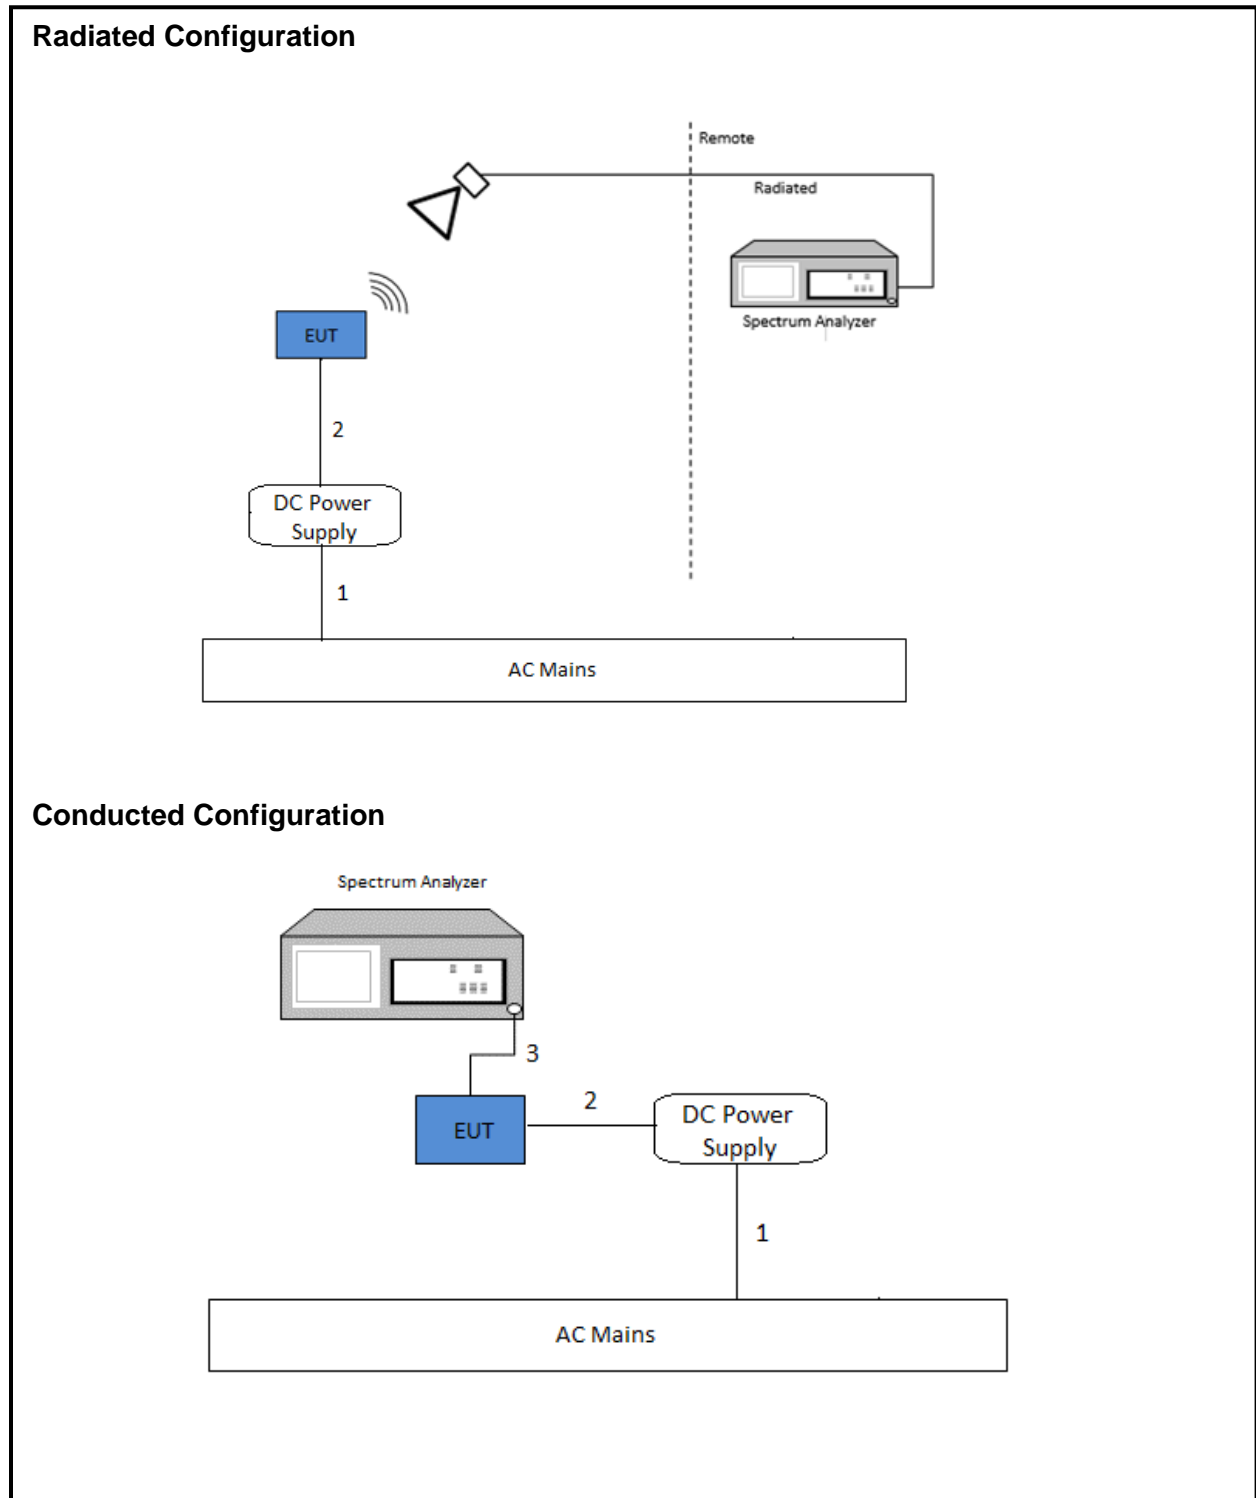 Radiated Configuration
Remote
Radiated
Spectrum Analyzer
EUT
2
DC Power
Supply
1
AC Mains
Conducted Configuration
Spectrum Analyzer
3
EUT
2
DC Power
Supply
1
AC Mains